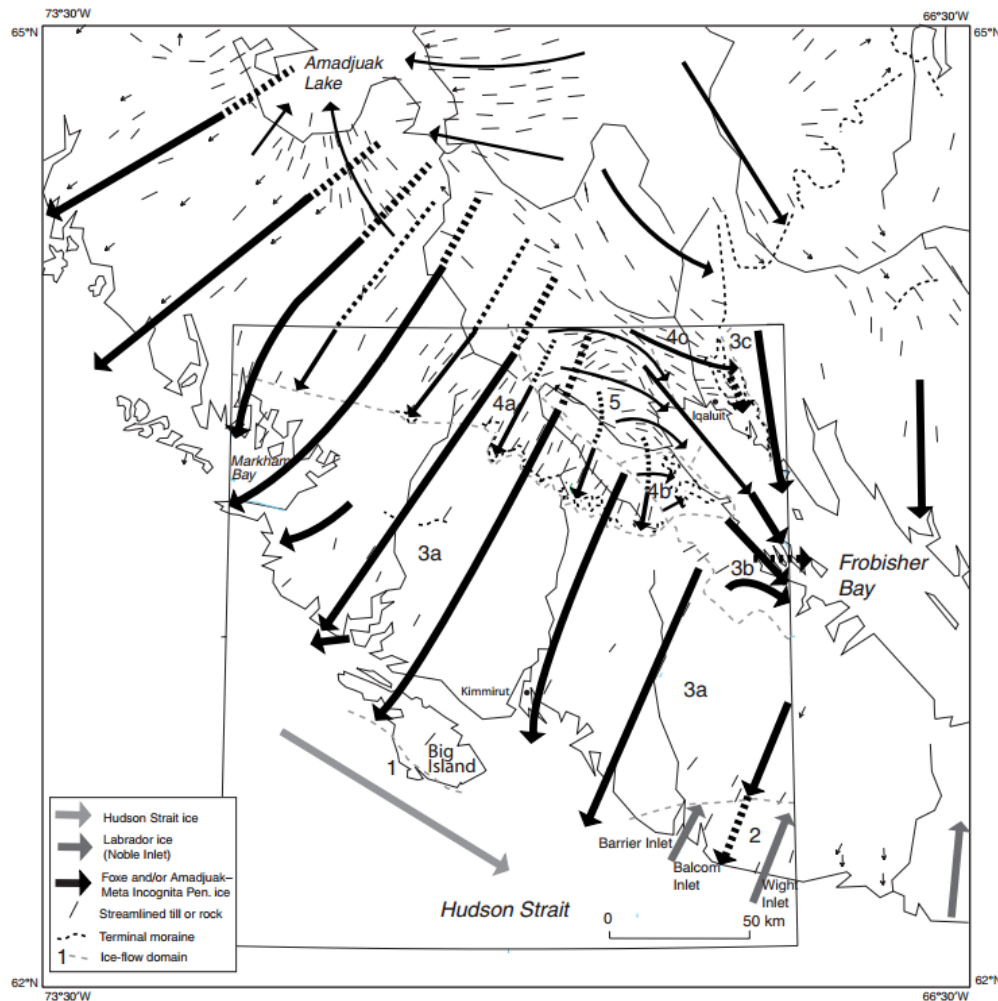 73°30'W
66°30'W
65°N
65°N
Amadjuak
Lake
4c
3c
4a
5
Iqaluit
Markham
Bay
4b
3a
3b
Frobisher
Bay
3a
Kimmirut
Big
Island
1
2
Hudson Strait ice
Labrador ice
(Noble Inlet)
Foxe and/or Amadjuak–
Meta Incognita Pen. ice
Streamlined till or rock
Terminal moraine
1 Ice-flow domain
Barrier Inlet
Balcom
Inlet
Wight
Inlet
Hudson Strait
0 50 km
62°N
62°N
73°30'W
66°30'W